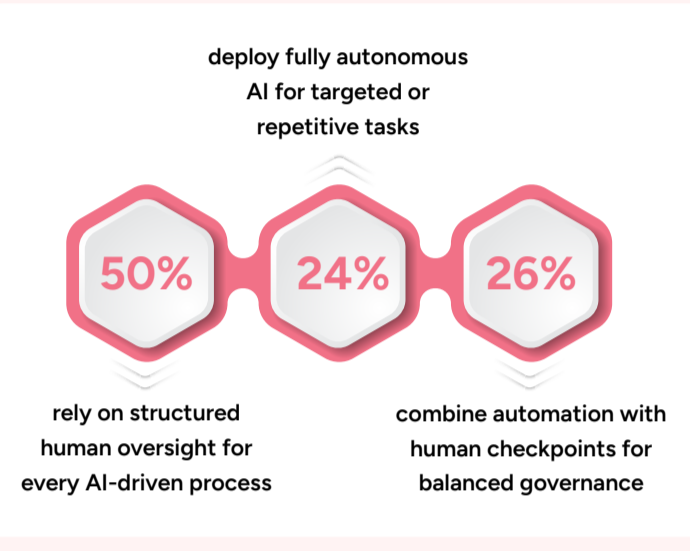 deploy fully autonomous
AI for targeted or
repetitive tasks
50%
24%
26%
rely on structured
human oversight for
every AI-driven process
combine automation with
human checkpoints for
balanced governance